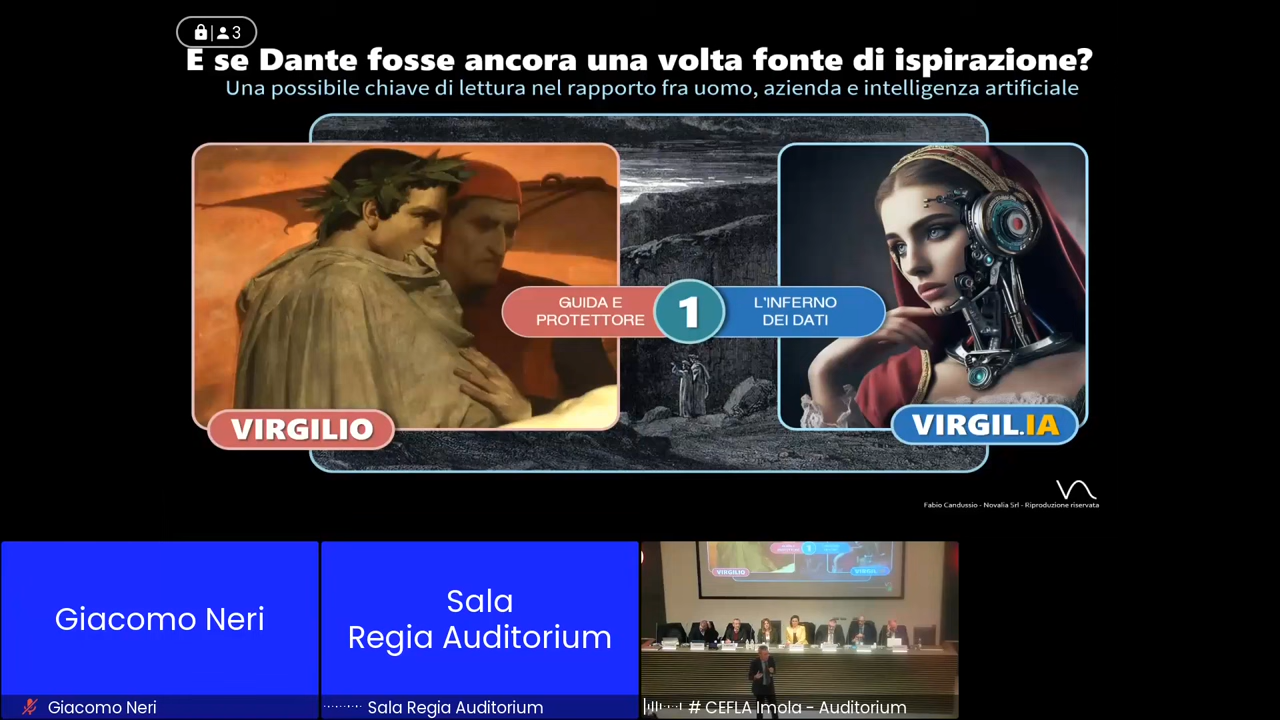 3
E se Dante fosse ancora una volta fonte di ispirazione?
Una possibile chiave di lettura nel rapporto fra uomo, azienda e intelligenza artificiale
GUIDA E
PROTETTORE
1
L'INFERNO
DEI DATI
VIRGILIO
VIRGIL.IA
Fabio Candussio - Novalia Srl - Riproduzione riservata
Giacomo Neri
Sala
Regia Auditorium
Giacomo Neri
Sala Regia Auditorium
# CEFLA Imola - Auditorium
1
VIRGILIO